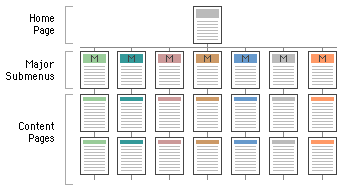 Home
Page
M M M M M M M
Major
Submenus
Content
Pages